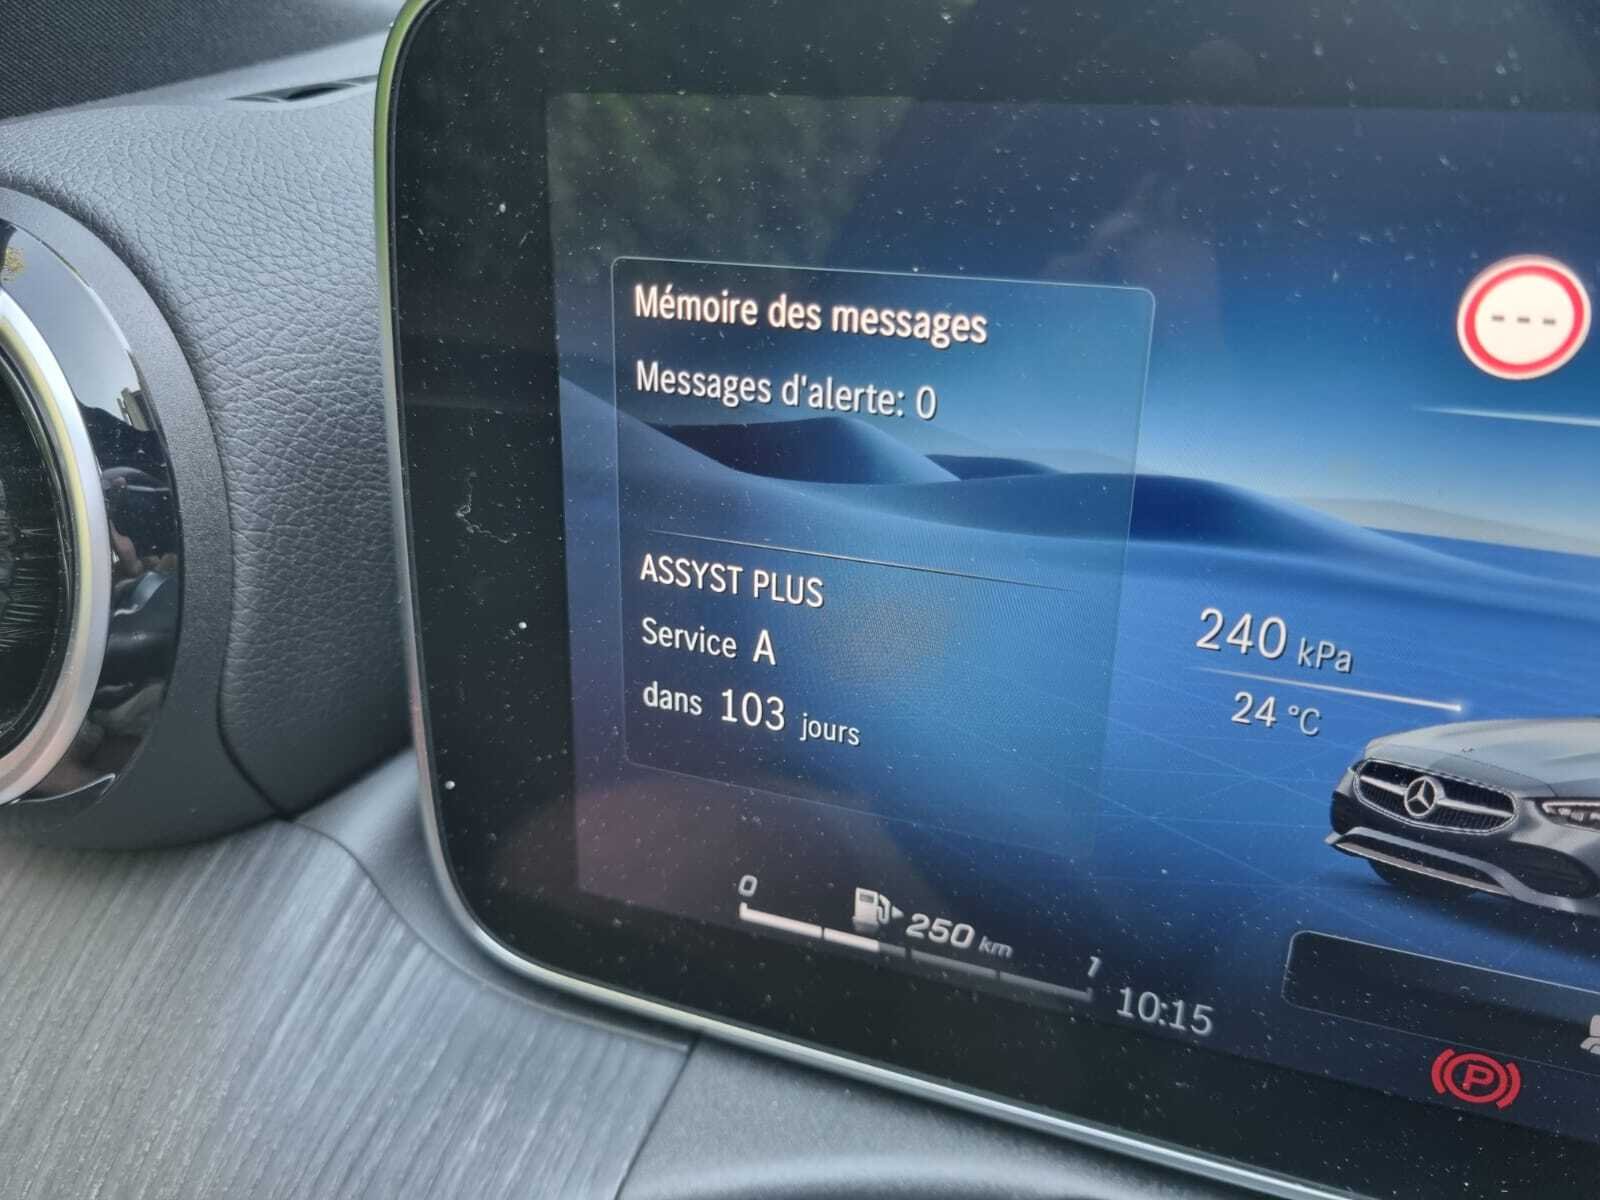 Mémoire des messages
Messages d'alerte: 0
ASSYST PLUS
Service A
dans 103 jours
240 kPa
24 °C
0
250 km
1
10:15
P